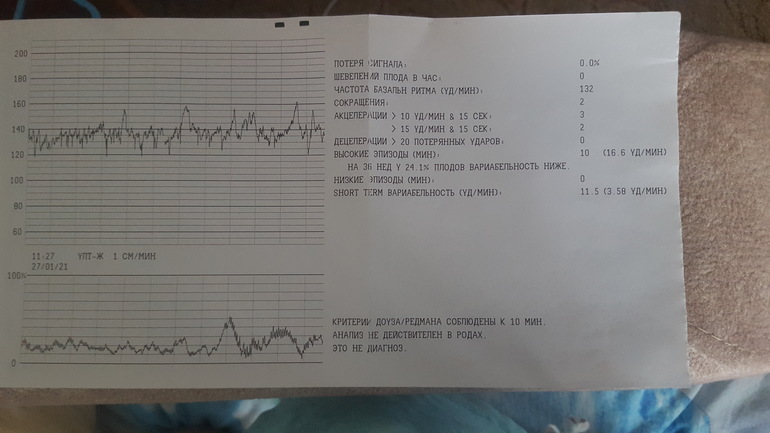 200
180
160
140
120
100
80
60
11-27 УЛТ-Ж 1 СМ/МИН
27/01/21
100%
0
ПОТЕРЯ СИГНАЛА: 0.0%
ШЕВЕЛЕНИЙ ПЛОДА В ЧАС: 0
ЧАСТОТА БАЗАЛЬН РИТМА (УД/МИН): 132
СОКРАЩЕНИЯ: 2
АКЦЕЛЕРАЦИИ > 10 УД/МИН & 15 СЕК: 3
> 15 УД/МИН & 15 СЕК: 2
ДЕЦЕЛЕРАЦИИ > 20 ПОТЕРЯННЫХ УДАРОВ: 0
ВЫСОКИЕ ЭПИЗОДЫ (МИН): 10 (16.6 УД/МИН)
НА 36 НЕД У 24.1% ПЛОДОВ ВАРИАБЕЛЬНОСТЬ НИЖЕ.
НИЗКИЕ ЭПИЗОДЫ (МИН): 0
SHORT TERM ВАРИАБЕЛЬНОСТЬ (УД/МИН): 11.5 (3.58 УД/МИН)
КРИТЕРИИ ДОУЗА/РЕДМАНА СОБЛЮДЕНЫ К 10 МИН.
АНАЛИЗ НЕ ДЕЙСТВИТЕЛЕН В РОДАХ.
ЭТО НЕ ДИАГНОЗ.